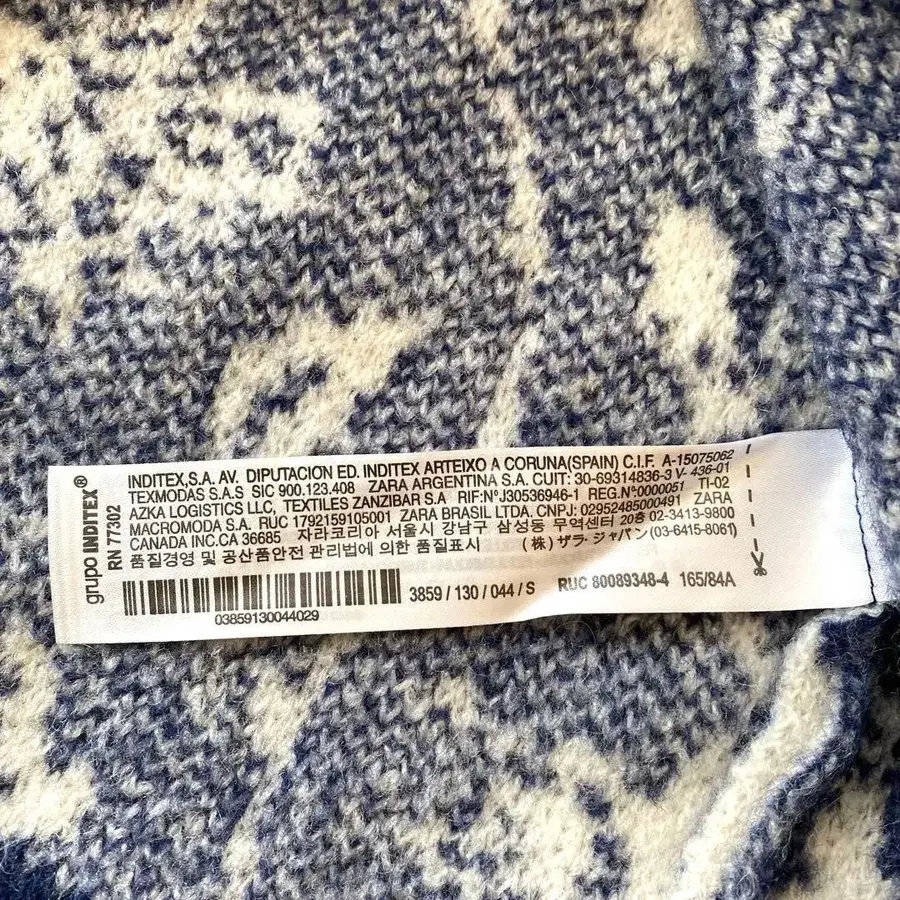 grupo INDITEX®
RN 77302
INDITEX,S.A. AV. DIPUTACION ED. INDITEX ARTEIXO A CORUNA(SPAIN) C.I.F. A-15075062
TEXMODAS S.A.S SIC 900.123.408 ZARA ARGENTINA S.A. CUIT: 30-69314836-3 V- 436-01
AZKA LOGISTICS LLC, TEXTILES ZANZIBAR S.A RIF:N°J30536946-1 REG.N°0000051 TI-02
MACROMODA S.A. RUC 1792159105001 ZARA BRASIL LTDA. CNPJ: 02952485000491 ZARA
CANADA INC.CA 36685 자라코리아 서울시 강남구 삼성동 무역센터 20층 02-3413-9800
품질경영 및 공산품안전 관리법에 의한 품질표시 (株) ザラ・ジャパン (03-6415-8061)
3859 / 130 / 044 / S RUC 80089348-4 165/84A
03859130044029